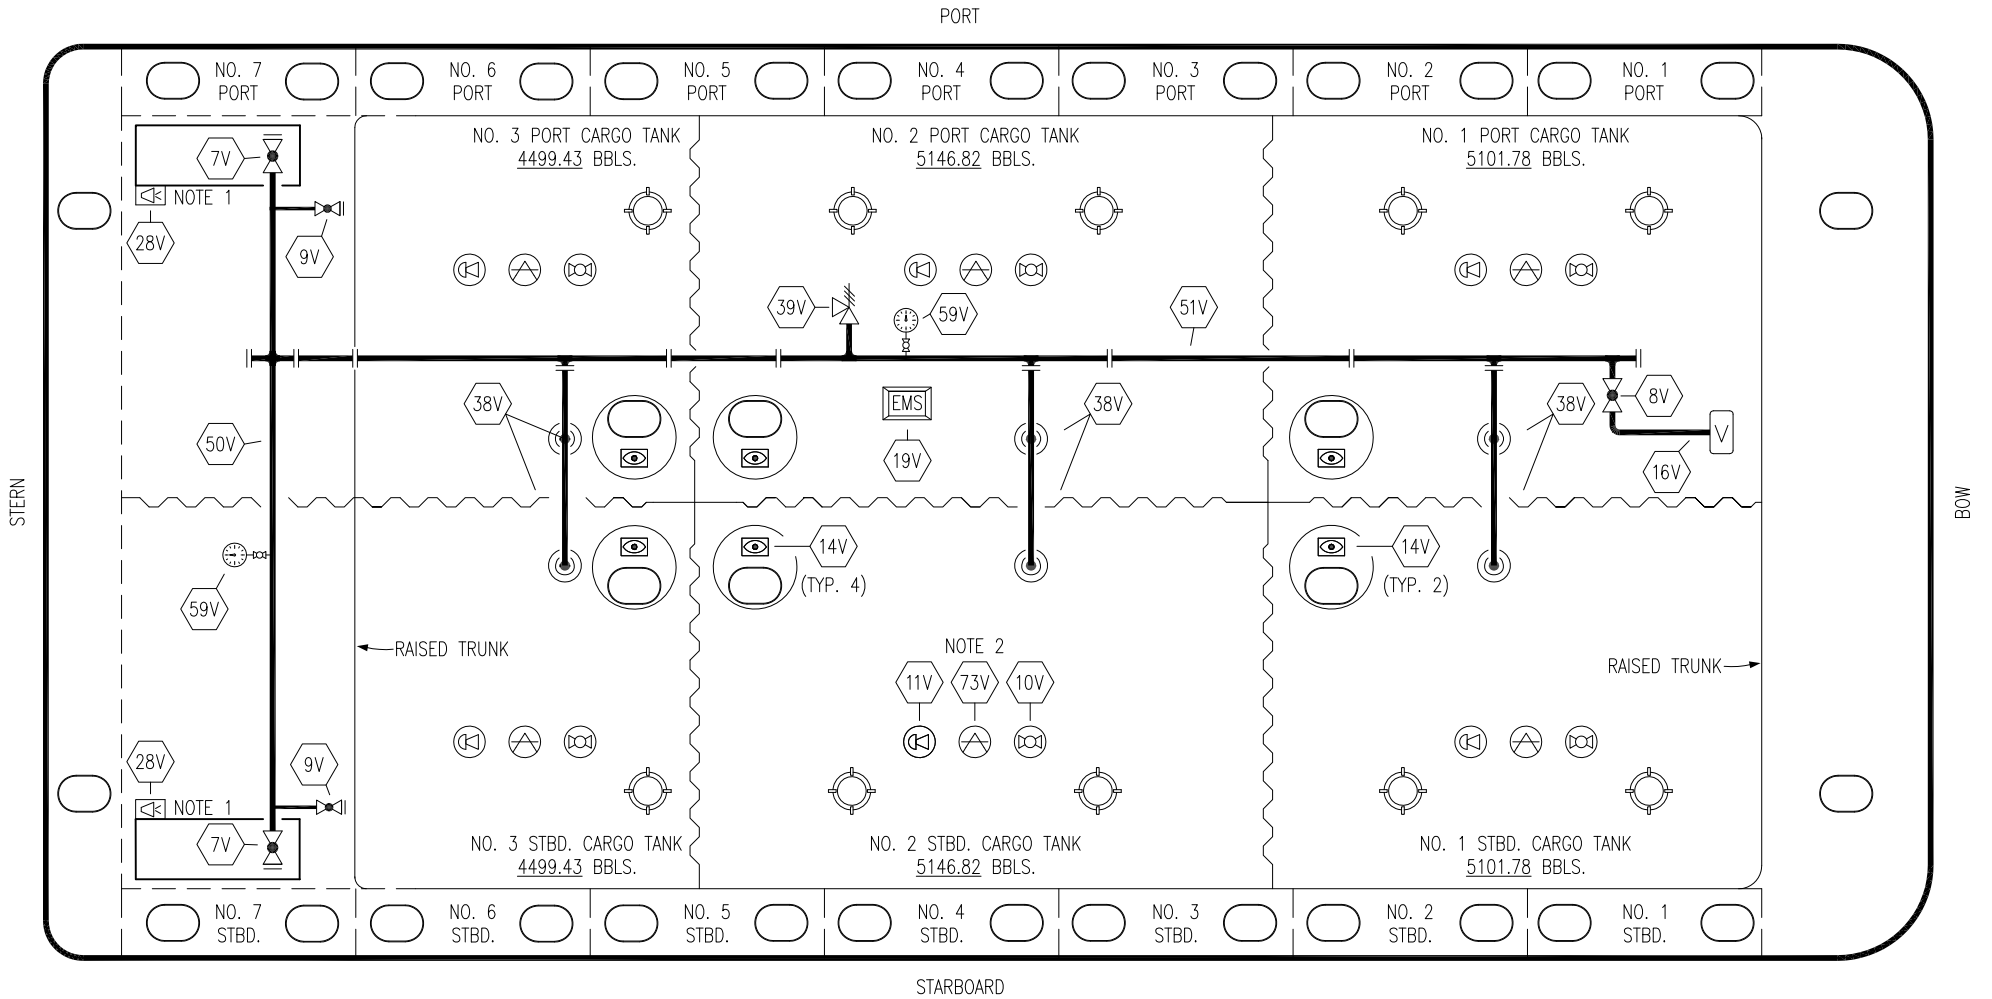 PORT
NO. 7
PORT
NO. 6
PORT
NO. 5
PORT
NO. 4
PORT
NO. 3
PORT
NO. 2
PORT
NO. 1
PORT
NO. 3 PORT CARGO TANK
4499.43 BBLS.
NO. 2 PORT CARGO TANK
5146.82 BBLS.
NO. 1 PORT CARGO TANK
5101.78 BBLS.
7V
NOTE 1
28V
9V
39V
59V
51V
38V
EMS
38V
38V
8V
50V
19V
16V
V
STERN
BOW
14V
(TYP. 4)
14V
(TYP. 2)
59V
RAISED TRUNK
NOTE 2
RAISED TRUNK
11V
73V
10V
28V
9V
NOTE 1
7V
NO. 3 STBD. CARGO TANK
4499.43 BBLS.
NO. 2 STBD. CARGO TANK
5146.82 BBLS.
NO. 1 STBD. CARGO TANK
5101.78 BBLS.
NO. 7
STBD.
NO. 6
STBD.
NO. 5
STBD.
NO. 4
STBD.
NO. 3
STBD.
NO. 2
STBD.
NO. 1
STBD.
STARBOARD